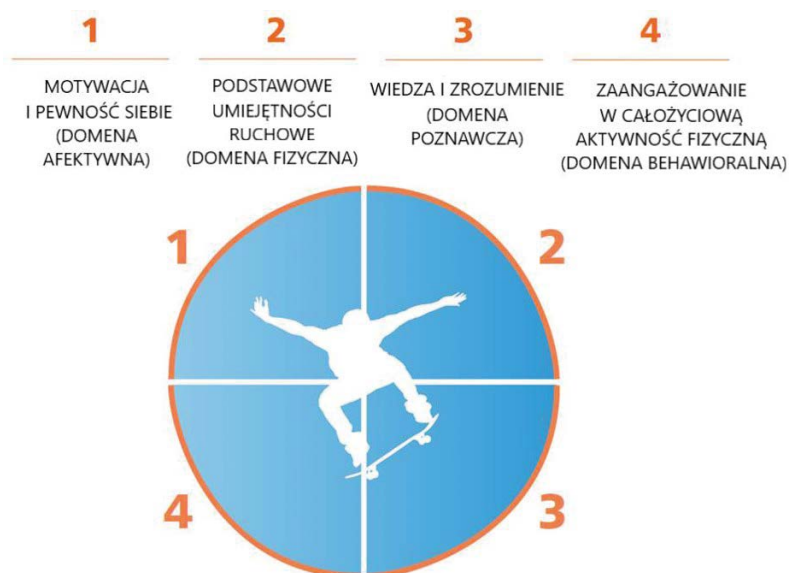 1
MOTYWACJA
I PEWNOŚĆ SIEBIE
(DOMENA
AFEKTYWNA)
2
PODSTAWOWE
UMIEJĘTNOŚCI
RUCHOWE
(DOMENA FIZYCZNA)
3
WIEDZA I ZROZUMIENIE
(DOMENA
POZNAWCZA)
4
ZAANGAŻOWANIE
W CAŁOŻYCIOWĄ
AKTYWNOŚĆ FIZYCZNĄ
(DOMENA BEHAWIORALNA)
1
2
4
3